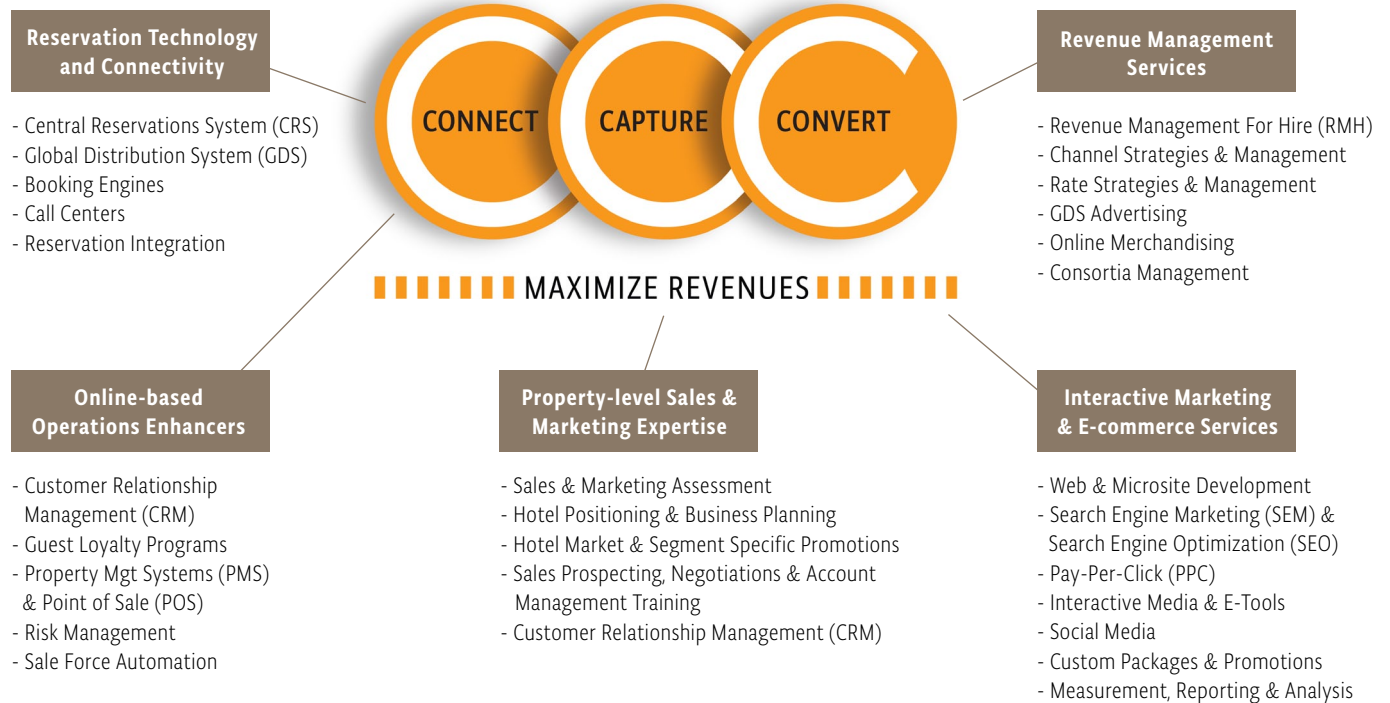 Reservation Technology
and Connectivity
- Central Reservations System (CRS)
- Global Distribution System (GDS)
- Booking Engines
- Call Centers
- Reservation Integration
CONNECT
CAPTURE
CONVERT
MAXIMIZE REVENUES
Revenue Management
Services
- Revenue Management For Hire (RMH)
- Channel Strategies & Management
- Rate Strategies & Management
- GDS Advertising
- Online Merchandising
- Consortia Management
Online-based
Operations Enhancers
- Customer Relationship
Management (CRM)
- Guest Loyalty Programs
- Property Mgt Systems (PMS)
& Point of Sale (POS)
- Risk Management
- Sale Force Automation
Property-level Sales &
Marketing Expertise
- Sales & Marketing Assessment
- Hotel Positioning & Business Planning
- Hotel Market & Segment Specific Promotions
- Sales Prospecting, Negotiations & Account
Management Training
- Customer Relationship Management (CRM)
Interactive Marketing
& E-commerce Services
- Web & Microsite Development
- Search Engine Marketing (SEM) &
Search Engine Optimization (SEO)
- Pay-Per-Click (PPC)
- Interactive Media & E-Tools
- Social Media
- Custom Packages & Promotions
- Measurement, Reporting & Analysis